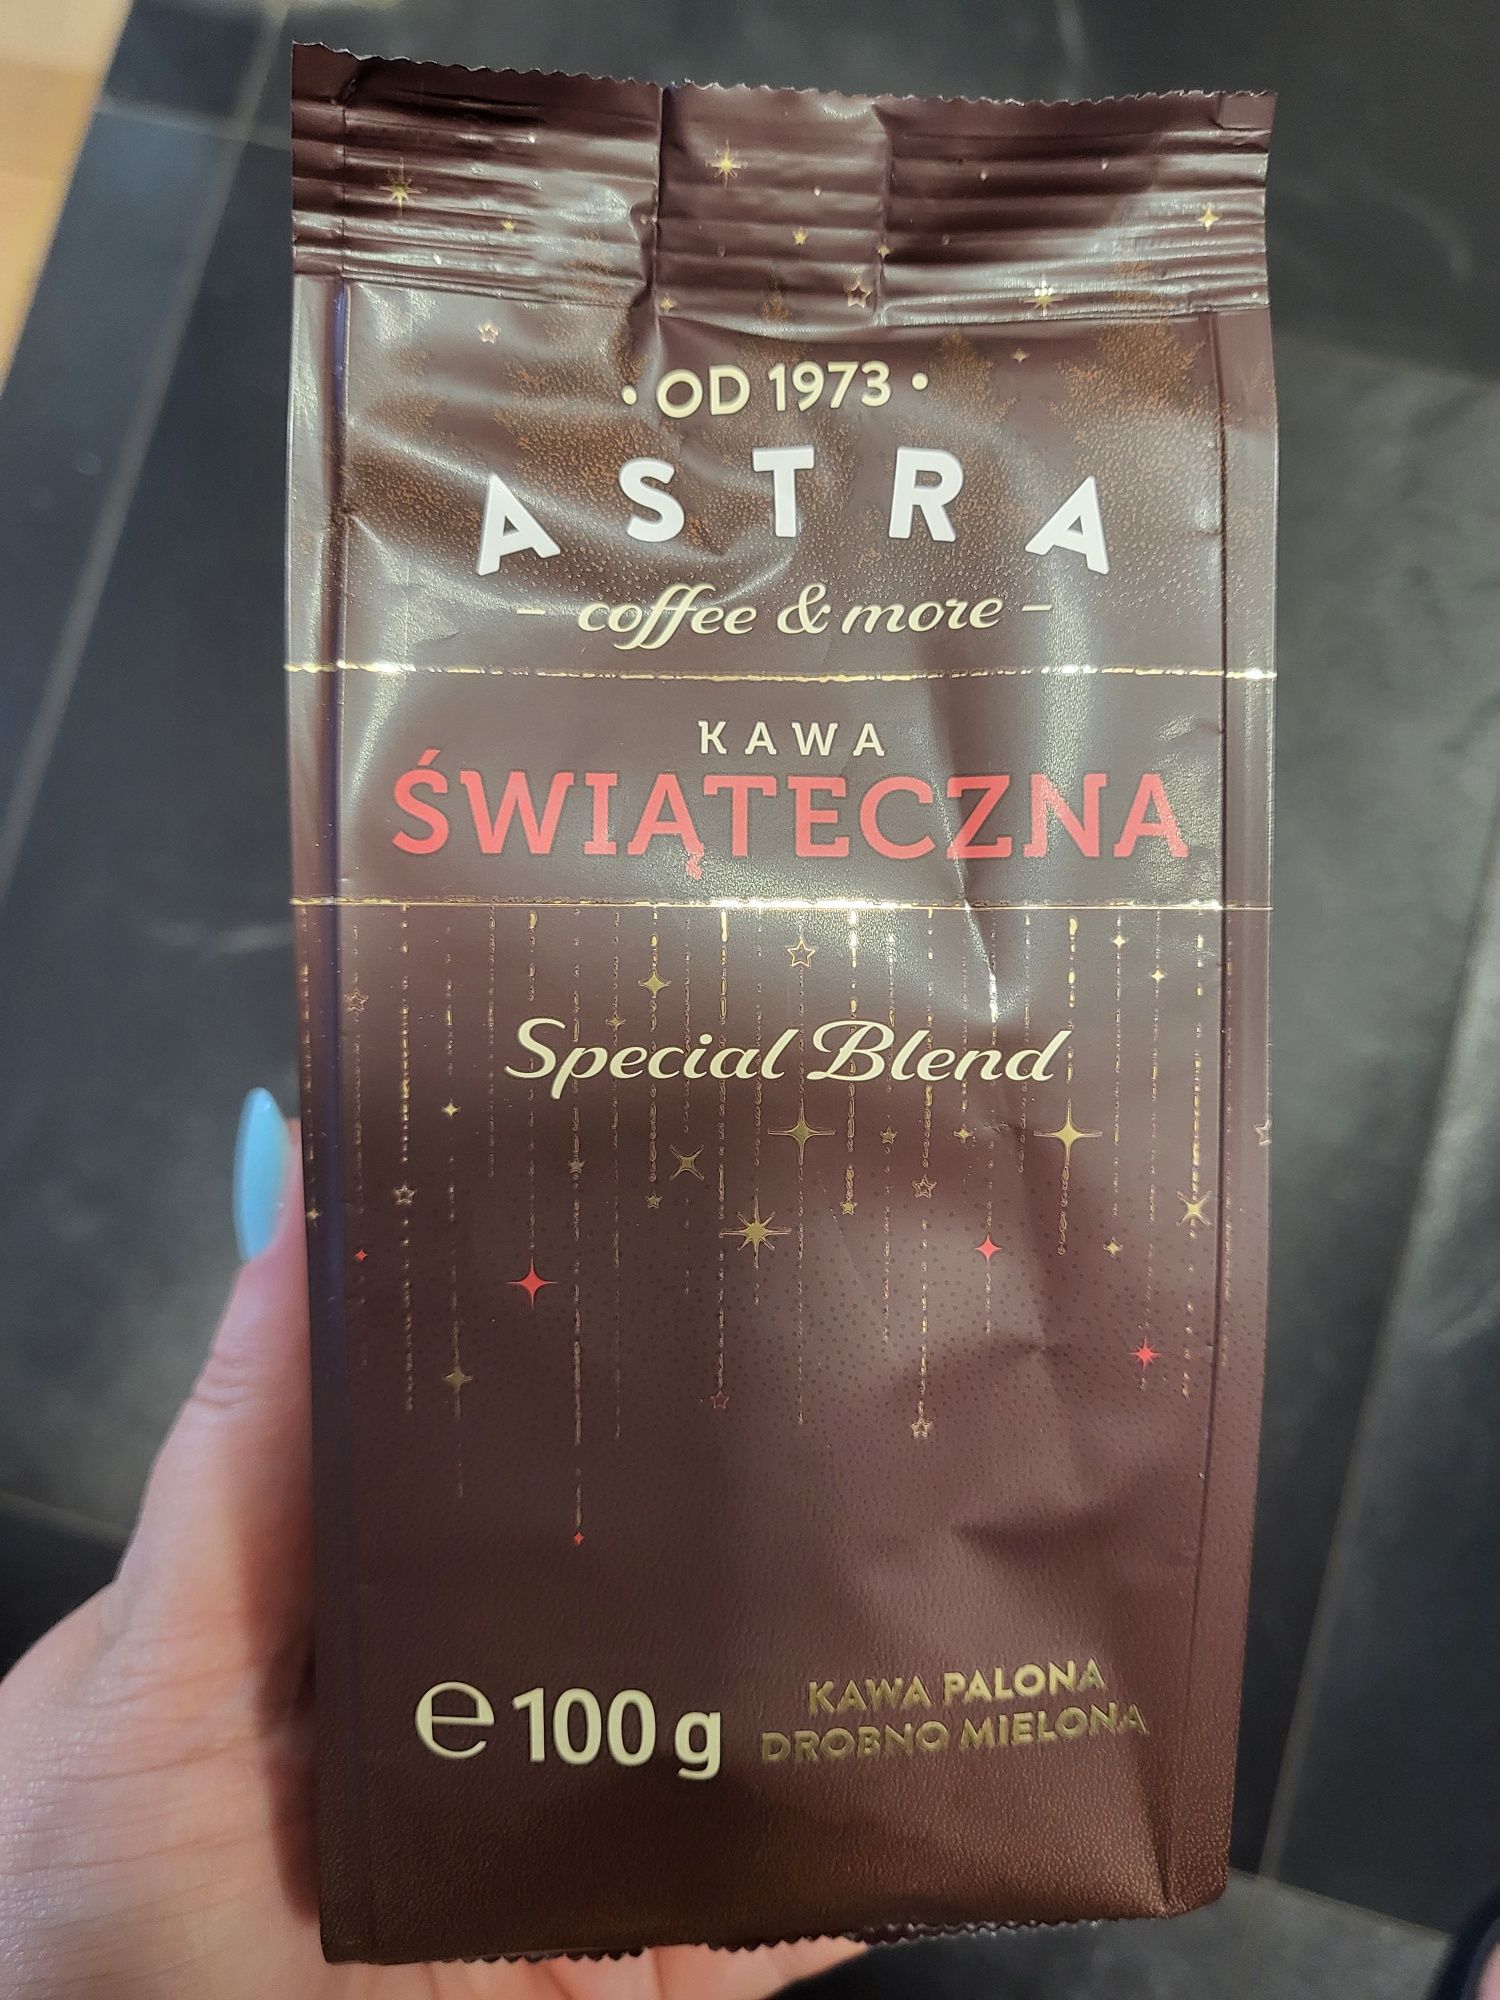 • OD 1973 •
ASTRA
– coffee & more –
KAWA
ŚWIĄTECZNA
Special Blend
℮ 100 g
KAWA PALONA
DROBNO MIELONA